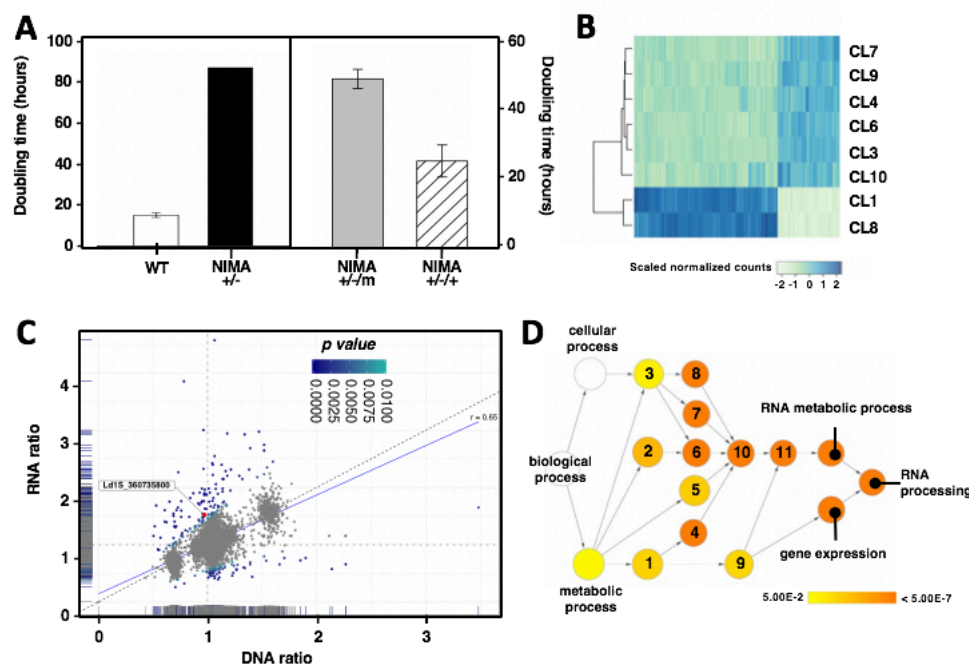 A
Doubling time (hours)
100
80
60
40
20
0
60
40
20
0
Doubling time (hours)
WT
NIMA
+/-
NIMA
+/-/m
NIMA
+/-/+
B
CL7
CL9
CL4
CL6
CL3
CL10
CL1
CL8
Scaled normalized counts
-2 -1 0 1 2
C
RNA ratio
4
3
2
1
0
p value
0.0000
0.0025
0.0050
0.0075
0.0100
r = 0.65
Ld1S_360735800
0 1 2 3
DNA ratio
D
cellular
process
biological
process
metabolic
process
3
8
7
2
6
10
11
5
4
1
9
RNA metabolic process
RNA
processing
gene expression
5.00E-2
< 5.00E-7